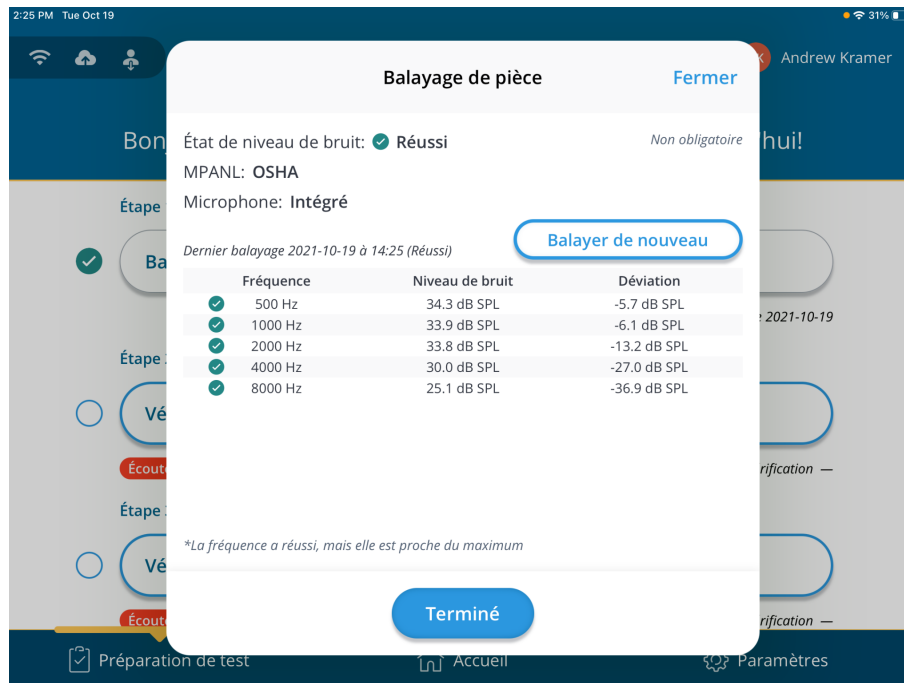 2:25 PM Tue Oct 19
31%
Andrew Kramer
Balayage de pièce
Fermer
État de niveau de bruit: Réussi
Non obligatoire
MPANL: OSHA
Microphone: Intégré
Dernier balayage 2021-10-19 à 14:25 (Réussi)
Balayer de nouveau
Fréquence Niveau de bruit Déviation
500 Hz 34.3 dB SPL -5.7 dB SPL
1000 Hz 33.9 dB SPL -6.1 dB SPL
2000 Hz 33.8 dB SPL -13.2 dB SPL
4000 Hz 30.0 dB SPL -27.0 dB SPL
8000 Hz 25.1 dB SPL -36.9 dB SPL
*La fréquence a réussi, mais elle est proche du maximum
Terminé
Bon
'hui!
Étape
Ba
2021-10-19
Étape
Vé
Écout
rification —
Étape
Vé
Écout
rification —
Préparation de test Accueil Paramètres